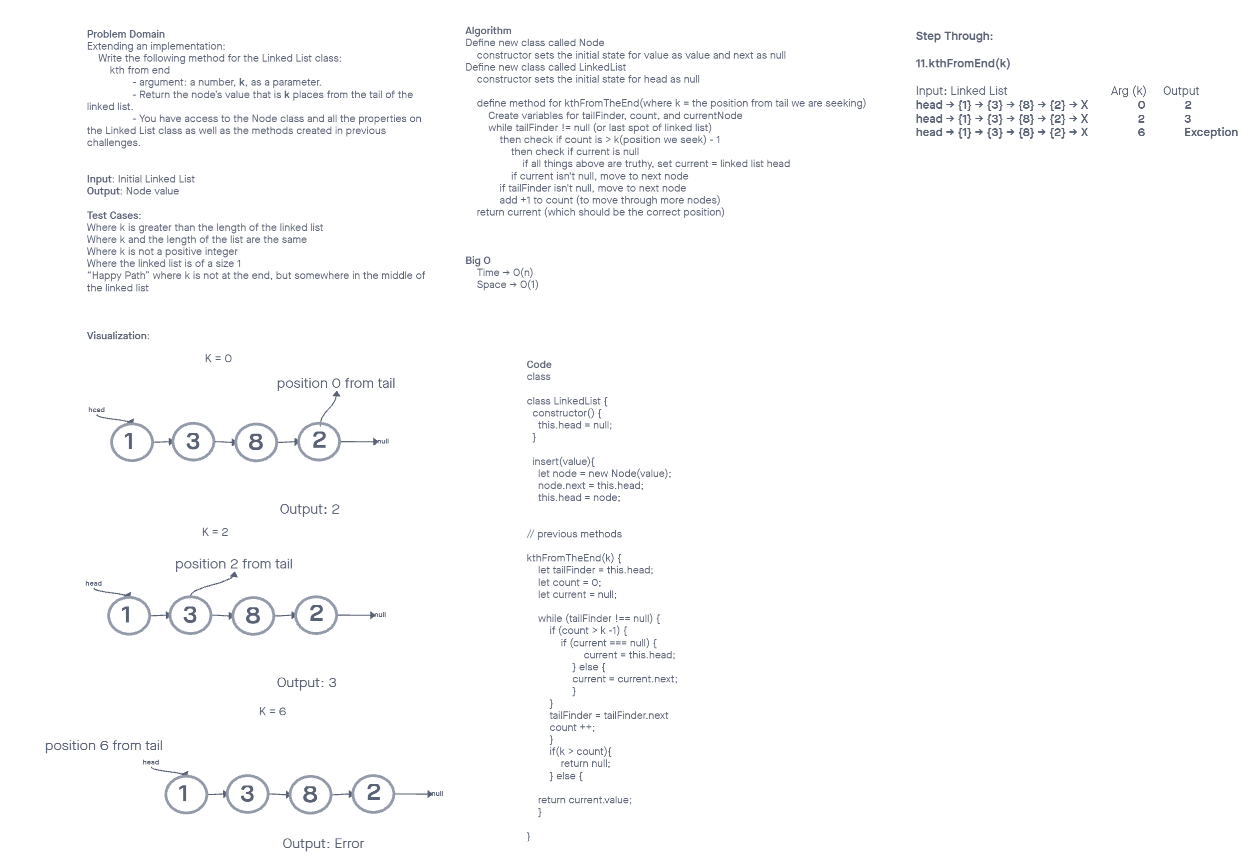 Problem Domain
Extending an implementation:
Write the following method for the Linked List class:
kth from end
- argument: a number, k, as a parameter.
- Return the node's value that is k places from the tail of the
linked list.
- You have access to the Node class and all the properties on
the Linked List class as well as the methods created in previous
challenges.
Input: Initial Linked List
Output: Node value
Test Cases:
Where k is greater than the length of the linked list
Where k and the length of the list are the same
Where k is not a positive integer
Where the linked list is of a size 1
"Happy Path" where k is not at the end, but somewhere in the middle of
the linked list
Visualization:
K = 0
position 0 from tail
head
1 3 8 2 null
Output: 2
K = 2
position 2 from tail
head
1 3 8 2 null
Output: 3
K = 6
position 6 from tail
head
1 3 8 2 null
Output: Error
Algorithm
Define new class called Node
constructor sets the initial state for value as value and next as null
Define new class called LinkedList
constructor sets the initial state for head as null
define method for kthFromTheEnd(where k = the position from tail we are seeking)
Create variables for tailFinder, count, and currentNode
while tailFinder != null (or last spot of linked list)
then check if count is > k(position we seek) - 1
then check if current is null
if all things above are truthy, set current = linked list head
if current isn't null, move to next node
if tailFinder isn't null, move to next node
add +1 to count (to move through more nodes)
return current (which should be the correct position)
Big O
Time → O(n)
Space → O(1)
Code
class
class LinkedList {
constructor() {
this.head = null;
}
insert(value){
let node = new Node(value);
node.next = this.head;
this.head = node;
// previous methods
kthFromTheEnd(k) {
let tailFinder = this.head;
let count = 0;
let current = null;
while (tailFinder !== null) {
if (count > k -1) {
if (current === null) {
current = this.head;
} else {
current = current.next;
}
}
tailFinder = tailFinder.next
count ++;
}
if(k > count){
return null;
} else {
return current.value;
}
}
Step Through:
11.kthFromEnd(k)
Input: Linked List Arg (k) Output
head → {1} → {3} → {8} → {2} → X 0 2
head → {1} → {3} → {8} → {2} → X 2 3
head → {1} → {3} → {8} → {2} → X 6 Exception